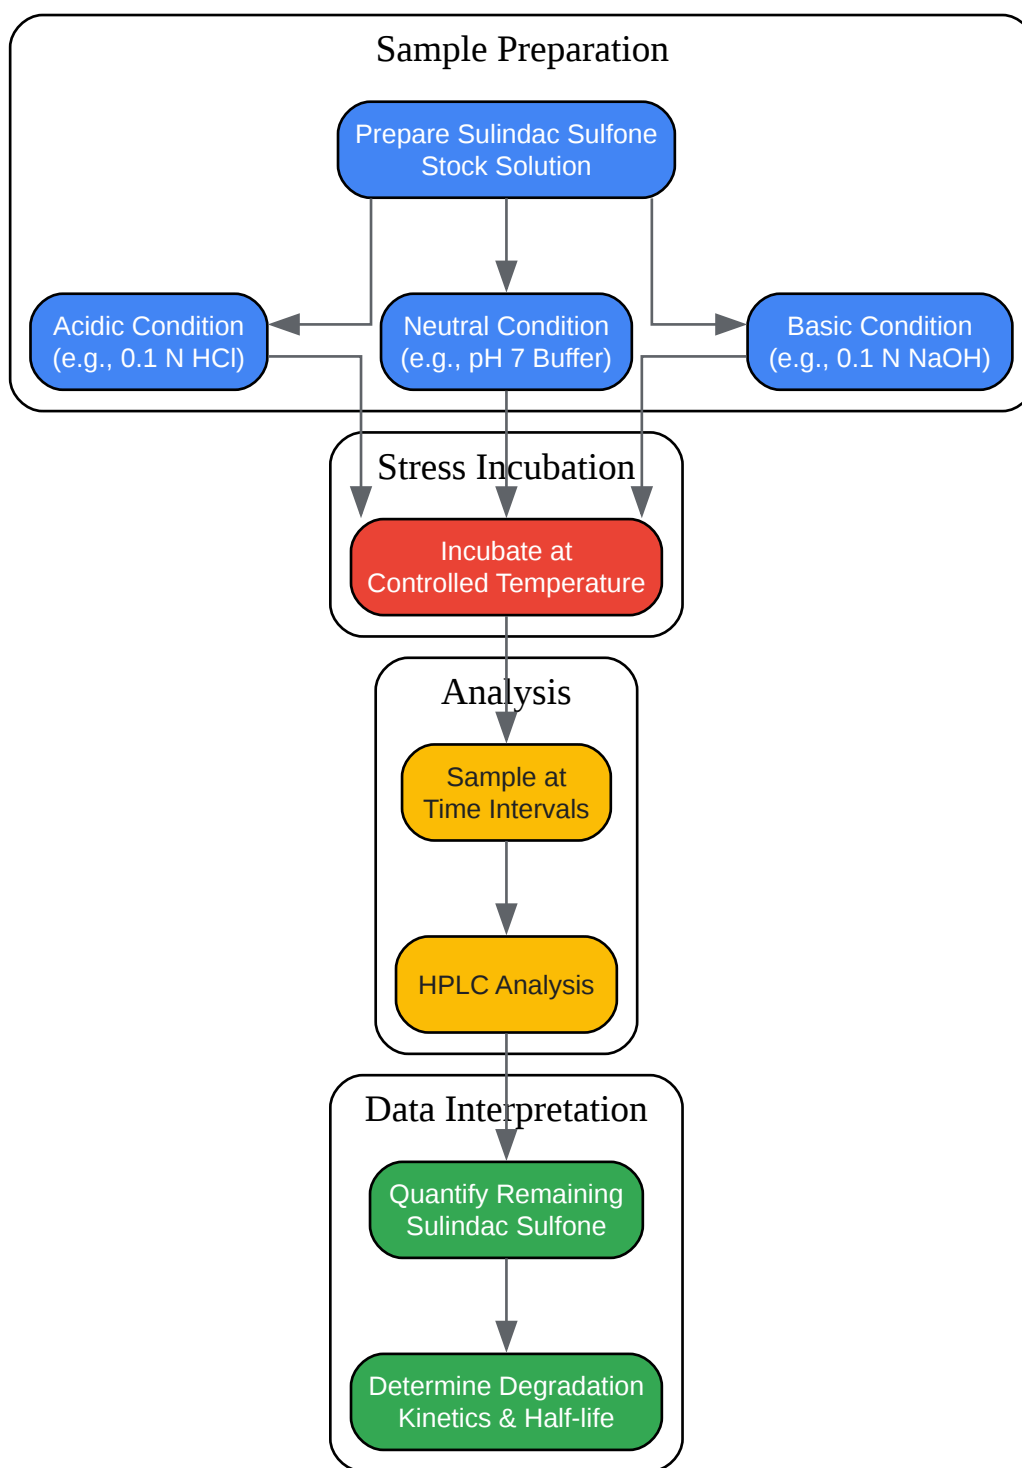 Sample Preparation
Prepare Sulindac Sulfone
Stock Solution
Acidic Condition
(e.g., 0.1 N HCl)
Neutral Condition
(e.g., pH 7 Buffer)
Basic Condition
(e.g., 0.1 N NaOH)
Stress Incubation
Incubate at
Controlled Temperature
Analysis
Sample at
Time Intervals
HPLC Analysis
Data Interpretation
Quantify Remaining
Sulindac Sulfone
Determine Degradation
Kinetics & Half-life